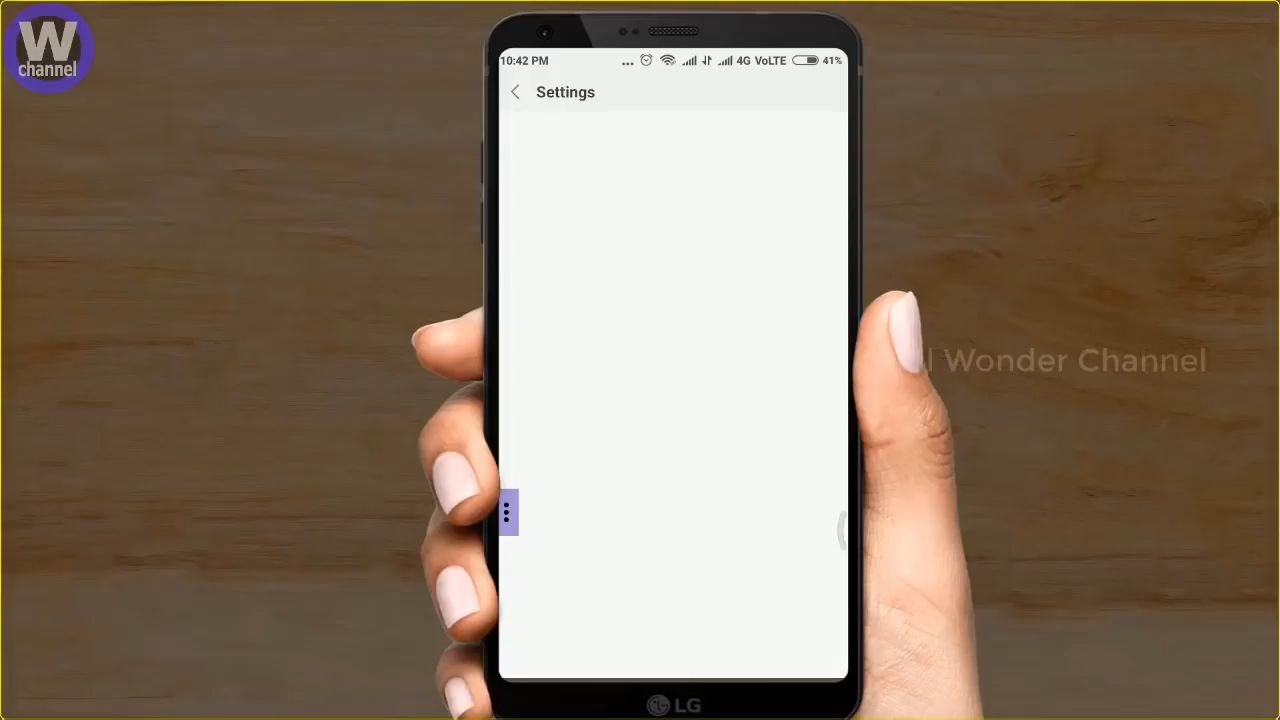 W
channel
10:42 PM ... 4G VoLTE 41%
Settings
l Wonder Channel
LG